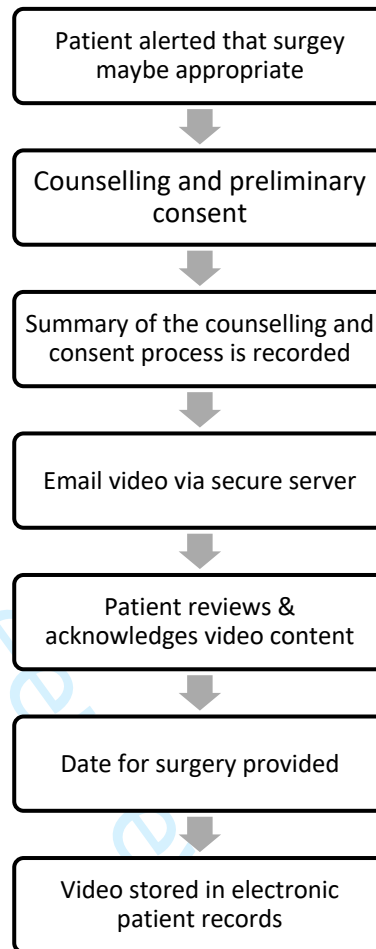 Patient alerted that surgey
maybe appropriate
Counselling and preliminary
consent
Summary of the counselling and
consent process is recorded
Email video via secure server
Patient reviews &
acknowledges video content
Date for surgery provided
Video stored in electronic
patient records